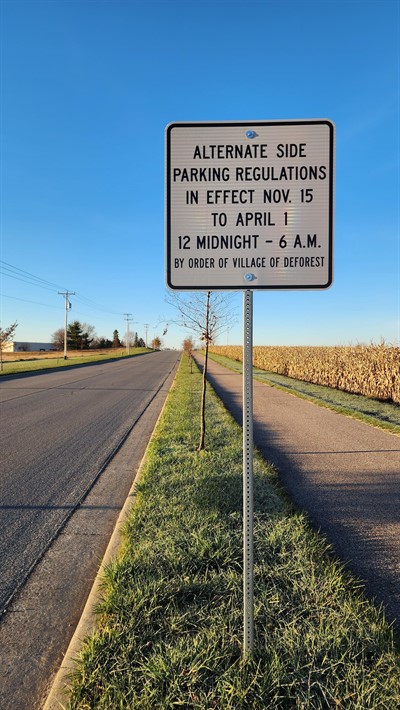 ALTERNATE SIDE
PARKING REGULATIONS
IN EFFECT NOV. 15
TO APRIL 1
12 MIDNIGHT - 6 A.M.
BY ORDER OF VILLAGE OF DEFOREST